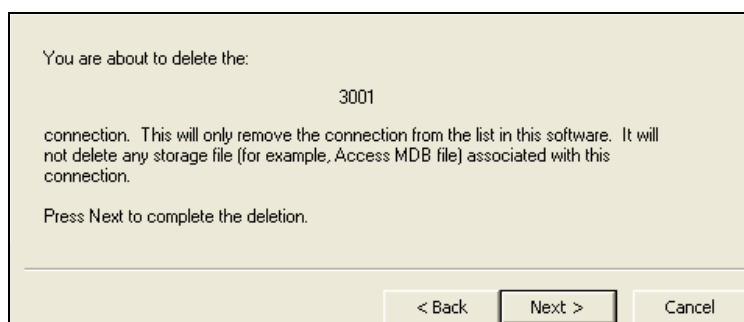 You are about to delete the:
3001
connection. This will only remove the connection from the list in this software. It will
not delete any storage file (for example, Access MDB file) associated with this
connection.
Press Next to complete the deletion.
< Back
Next >
Cancel